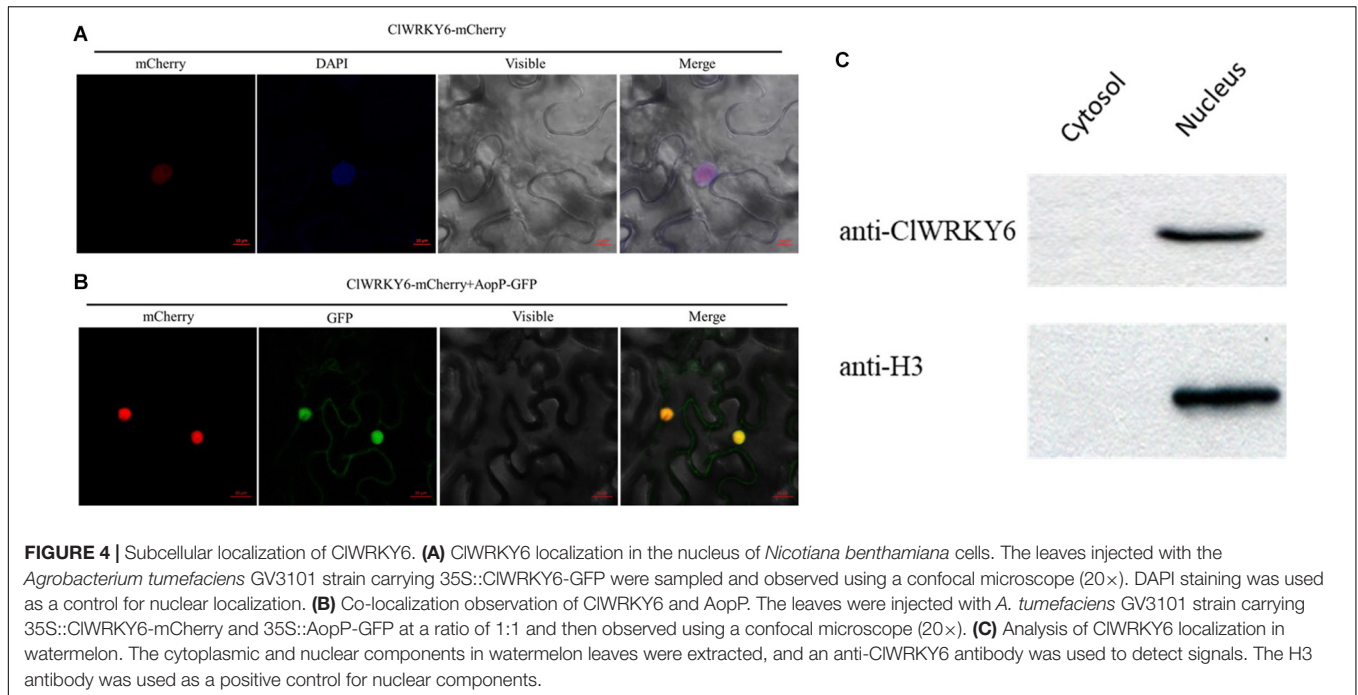 A
ClWRKY6-mCherry
mCherry DAPI Visible Merge
B
ClWRKY6-mCherry+AopP-GFP
mCherry GFP Visible Merge
C
Cytosol Nucleus
anti-ClWRKY6
anti-H3
FIGURE 4 | Subcellular localization of ClWRKY6. (A) ClWRKY6 localization in the nucleus of Nicotiana benthamiana cells. The leaves injected with the
Agrobacterium tumefaciens GV3101 strain carrying 35S::ClWRKY6-GFP were sampled and observed using a confocal microscope (20×). DAPI staining was used
as a control for nuclear localization. (B) Co-localization observation of ClWRKY6 and AopP. The leaves were injected with A. tumefaciens GV3101 strain carrying
35S::ClWRKY6-mCherry and 35S::AopP-GFP at a ratio of 1:1 and then observed using a confocal microscope (20×). (C) Analysis of ClWRKY6 localization in
watermelon. The cytoplasmic and nuclear components in watermelon leaves were extracted, and an anti-ClWRKY6 antibody was used to detect signals. The H3
antibody was used as a positive control for nuclear components.